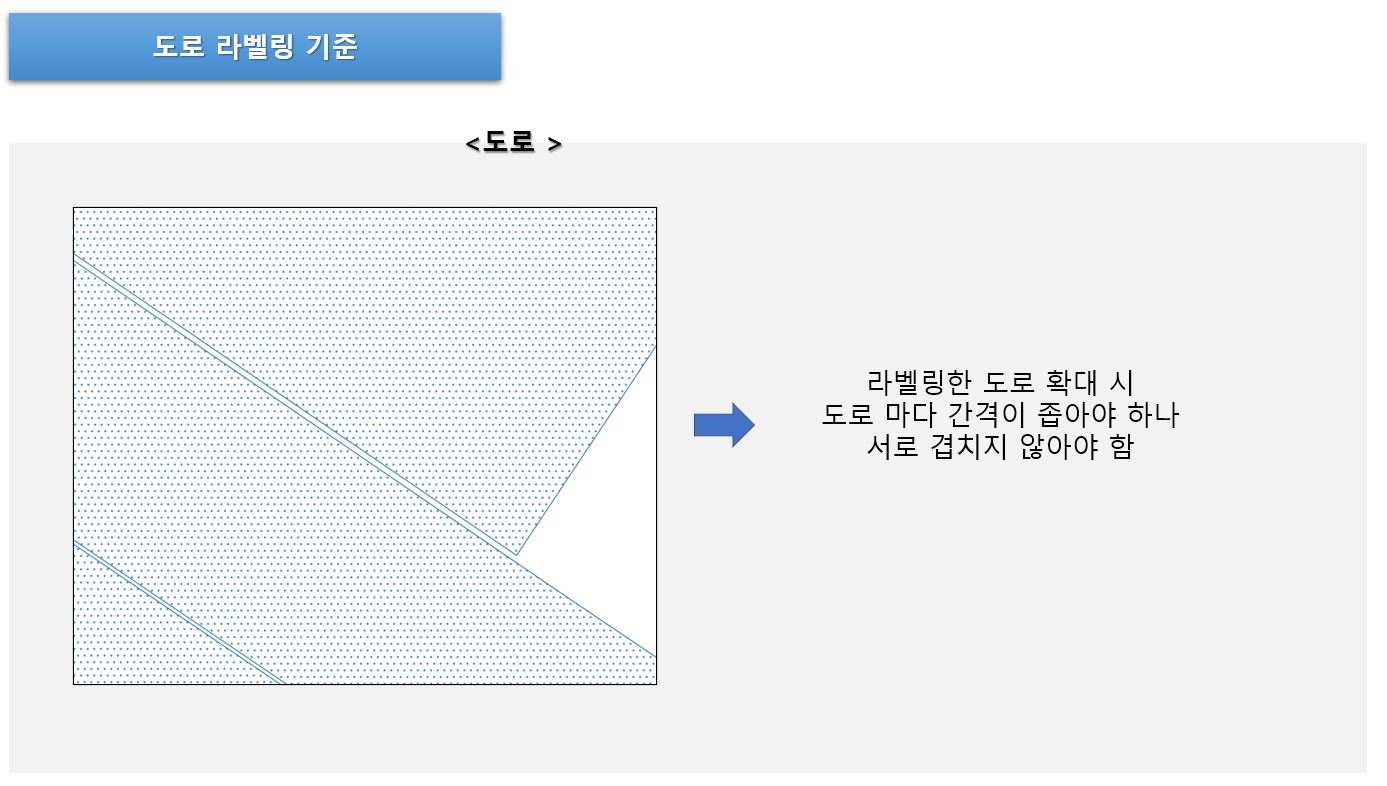 도로 라벨링 기준
<도로 >
라벨링한 도로 확대 시
도로 마다 간격이 좁아야 하나
서로 겹치지 않아야 함